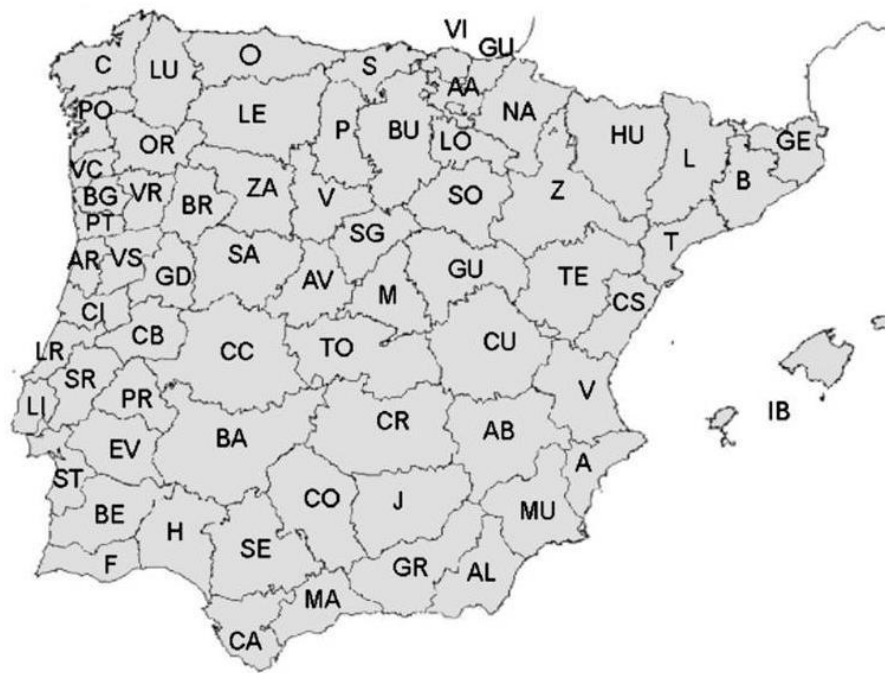 VI
GU
C
LU
O
S
AA
NA
PO
LE
P
BU
HU
OR
LO
L
GE
VC
VR
ZA
V
SO
Z
B
BG
BR
PT
SG
T
AR
VS
GD
SA
AV
M
GU
TE
CS
CI
CB
CC
TO
CU
LR
SR
PR
V
LI
IB
EV
BA
CR
AB
ST
A
BE
CO
J
MU
H
SE
F
GR
AL
MA
CA